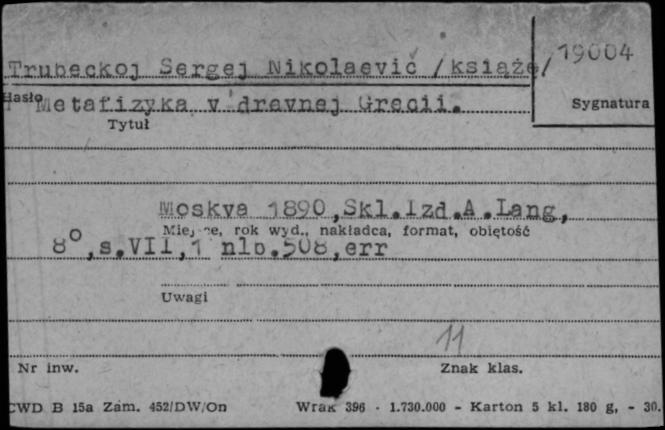 Trubeckoj Sergej Nikolaevič /książę/
19004
Hasło
Metafizyka v dravnej Grecii.
Sygnatura
Tytuł
Moskva 1890, Skl.Izd.A.Lang,
Miejsce, rok wyd., nakładca, format, obiętość
8°,s.VII,1 nlb.508,err
Uwagi
11
Nr inw.
Znak klas.
CWD B 15a Zam. 452/DW/On Wrak 396 - 1.730.000 - Karton 5 kl. 180 g, - 30.